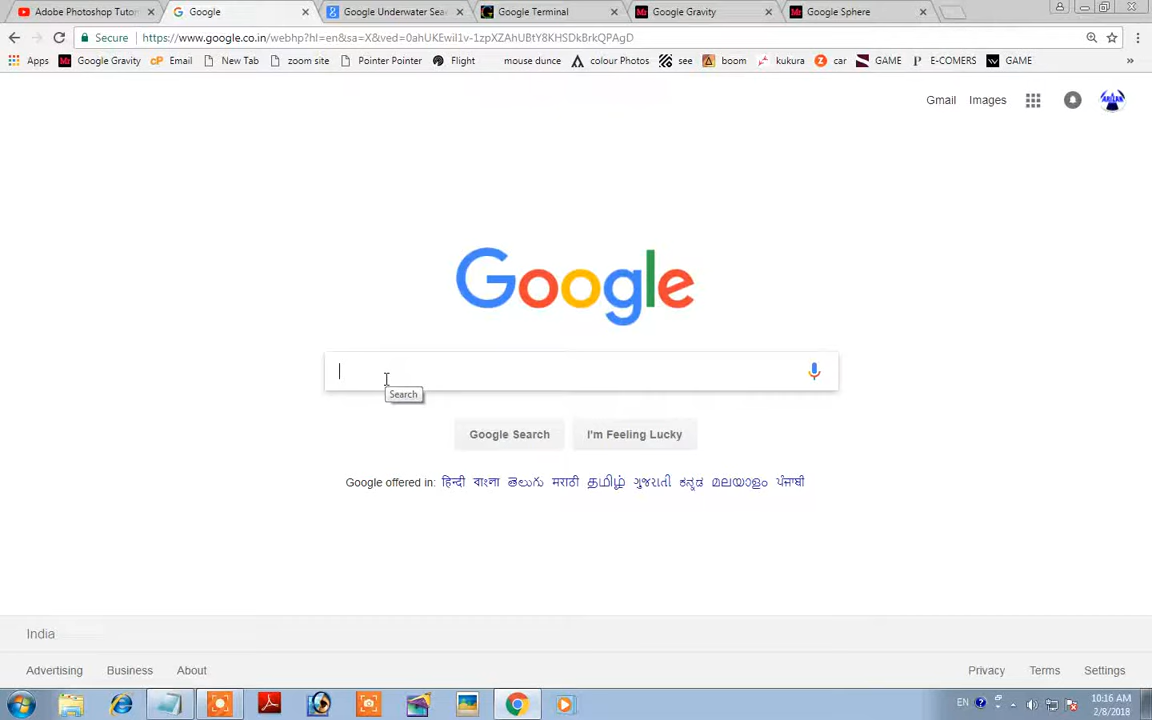 Adobe Photoshop Tutor
Google
Google Underwater Sea
Google Terminal
Google Gravity
Google Sphere
Secure
https://www.google.co.in/webhp?hl=en&sa=X&ved=0ahUKEwiI1v-1zpXZAhUBtY8KHSDkBrkQPAgD
Apps
Google Gravity
cP Email
New Tab
zoom site
Pointer Pointer
Flight
mouse dunce
colour Photos
see
boom
kukura
car
GAME
E-COMERS
GAME
Gmail
Images
Google
Search
Google Search
I'm Feeling Lucky
Google offered in: हिन्दी বাংলা తెలుగు मराठी தமிழ் ગુજરાતી ಕನ್ನಡ മലയാളം ਪੰਜਾਬੀ
India
Advertising
Business
About
Privacy
Terms
Settings
EN
10:16 AM
2/8/2018